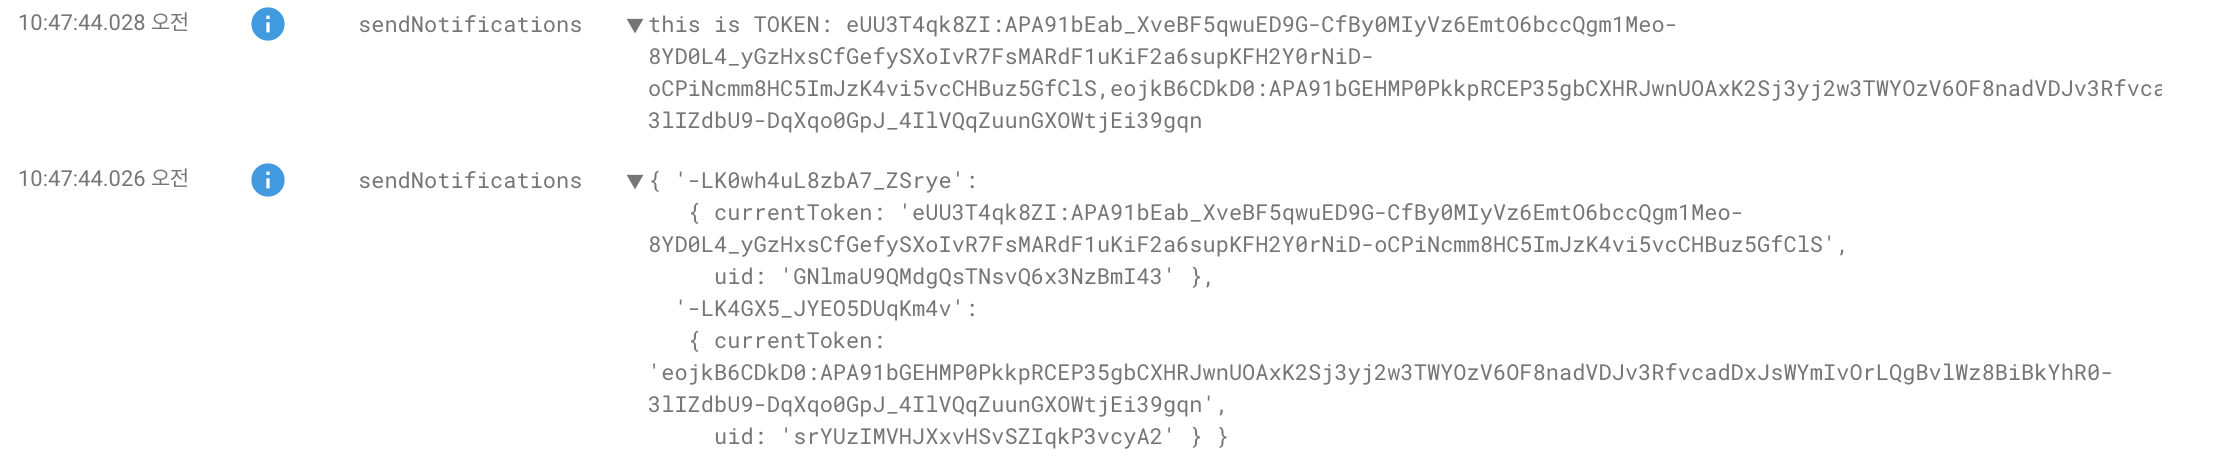 10:47:44.028 오전 sendNotifications ▼this is TOKEN: eUU3T4qk8ZI:APA91bEab_XveBF5qwuED9G-CfBy0MIyVz6EmtO6bccQgm1Meo-
8YD0L4_yGzHxsCfGefySXoIvR7FsMARdF1uKiF2a6supKFH2Y0rNiD-
oCPiNcmm8HC5ImJzK4vi5vcCHBuz5GfClS,eojkB6CDkD0:APA91bGEHMP0PkkpRCEP35gbCXHRJwnUOAxK2Sj3yj2w3TWYOzV6OF8nadVDJv3Rfvca
3lIZdbU9-DqXqo0GpJ_4IlVQqZuunGXOWtjEi39gqn
10:47:44.026 오전 sendNotifications ▼{ '-LK0wh4uL8zbA7_ZSrye':
{ currentToken: 'eUU3T4qk8ZI:APA91bEab_XveBF5qwuED9G-CfBy0MIyVz6EmtO6bccQgm1Meo-
8YD0L4_yGzHxsCfGefySXoIvR7FsMARdF1uKiF2a6supKFH2Y0rNiD-oCPiNcmm8HC5ImJzK4vi5vcCHBuz5GfClS',
uid: 'GNlmaU9QMdgQsTNsvQ6x3NzBmI43' },
'-LK4GX5_JYEO5DUqKm4v':
{ currentToken:
'eojkB6CDkD0:APA91bGEHMP0PkkpRCEP35gbCXHRJwnUOAxK2Sj3yj2w3TWYOzV6OF8nadVDJv3RfvcadDxJsWYmIvOrLQgBvlWz8BiBkYhR0-
3lIZdbU9-DqXqo0GpJ_4IlVQqZuunGXOWtjEi39gqn',
uid: 'srYUzIMVHJXxvHSvSZIqkP3vcyA2' } }